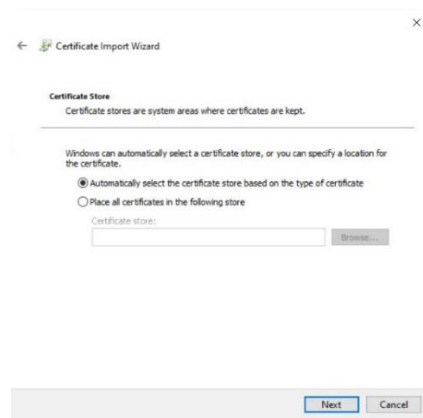 Certificate Import Wizard
Certificate Store
Certificate stores are system areas where certificates are kept.
Windows can automatically select a certificate store, or you can specify a location for
the certificate.
Automatically select the certificate store based on the type of certificate
Place all certificates in the following store
Certificate store:
Browse...
Next Cancel